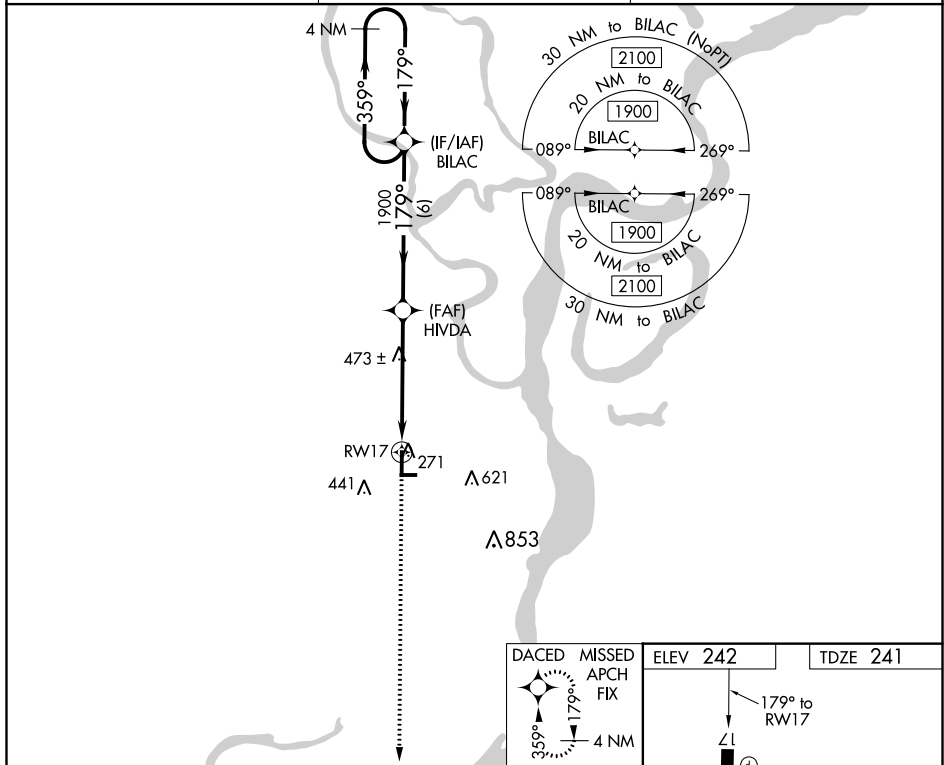 4 NM
359°
179°
(IF/IAF)
BILAC
1900
179°
(6)
(FAF)
HIVDA
473 ±
RW17
271
441
621
853
30 NM to BILAC (NoPT)
2100
20 NM to BILAC
1900
BILAC
089°
269°
089°
269°
BILAC
1900
20 NM to BILAC
2100
30 NM to BILAC
DACED
MISSED
APCH
FIX
359°
179°
4 NM
ELEV 242
TDZE 241
179° to
RW17
17